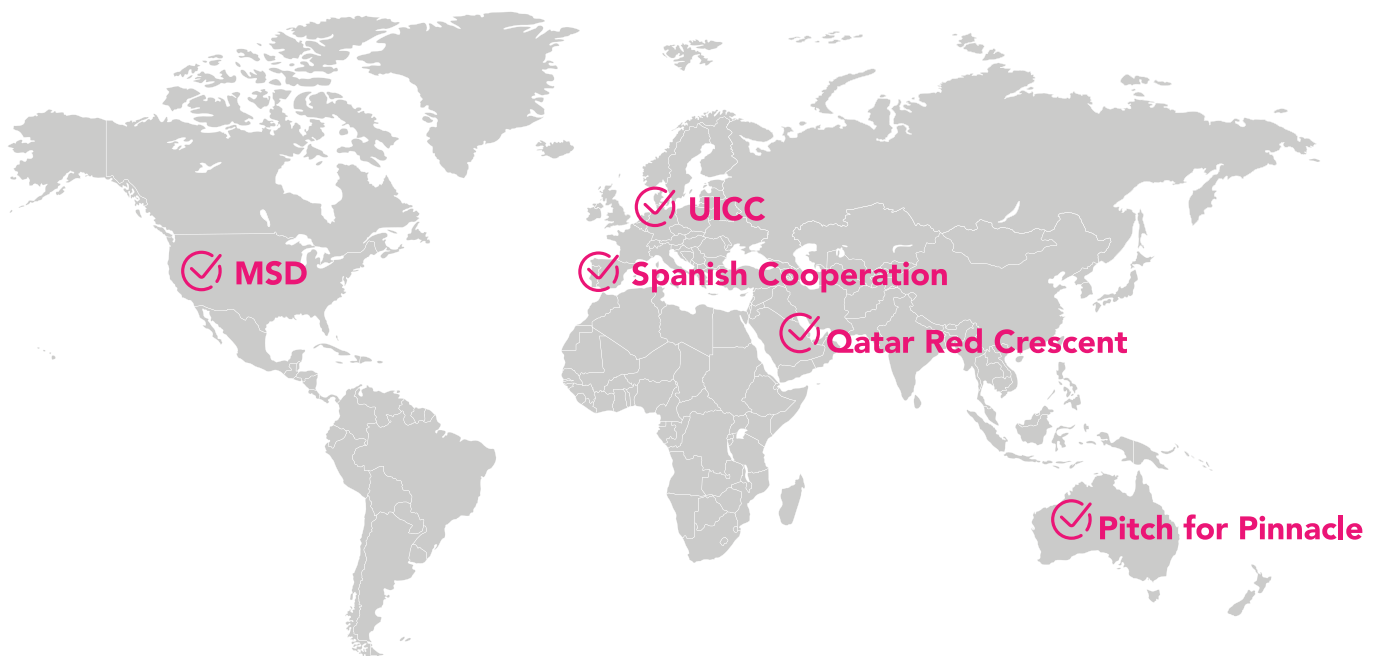 UICC
MSD
Spanish Cooperation
Qatar Red Crescent
Pitch for Pinnacle